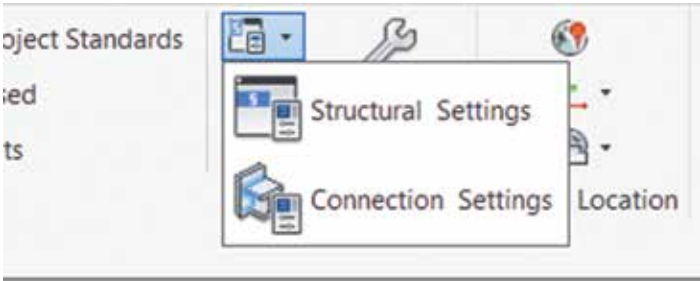 oject Standards
sed
ts
Structural Settings
Connection Settings
Location